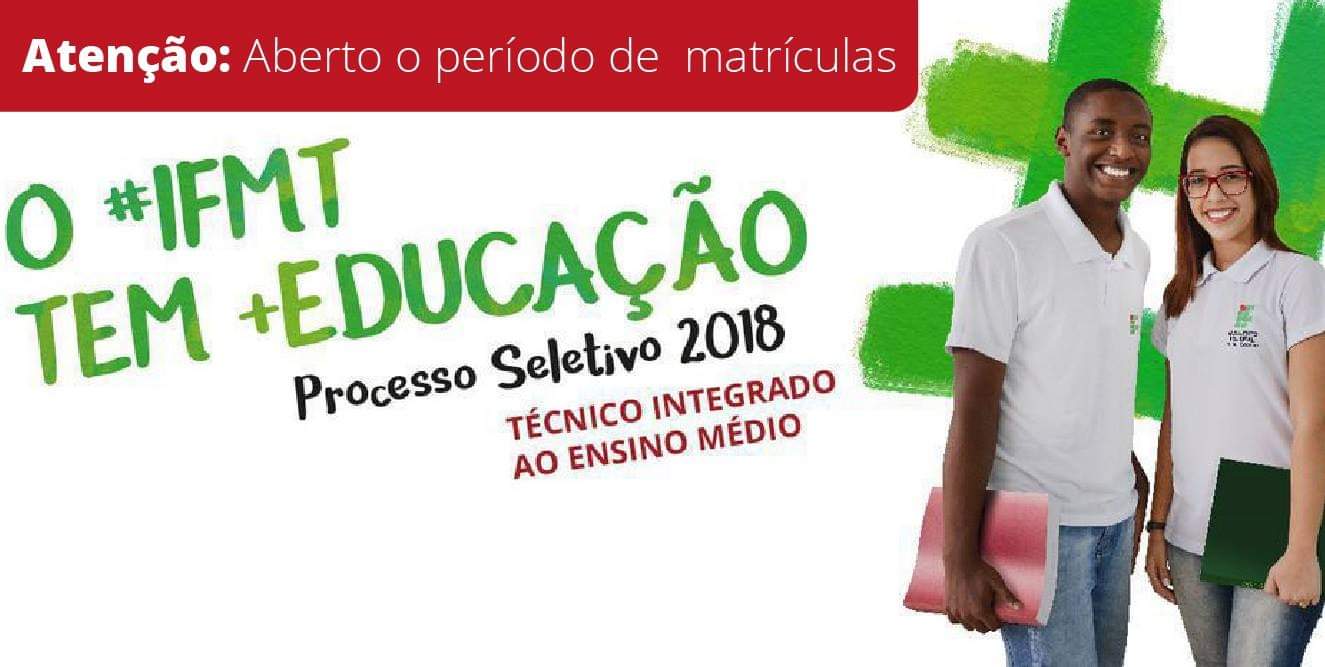 Atenção: Aberto o período de matrículas
O #IFMT
TEM +EDUCAÇÃO
Processo Seletivo 2018
TÉCNICO INTEGRADO
AO ENSINO MÉDIO